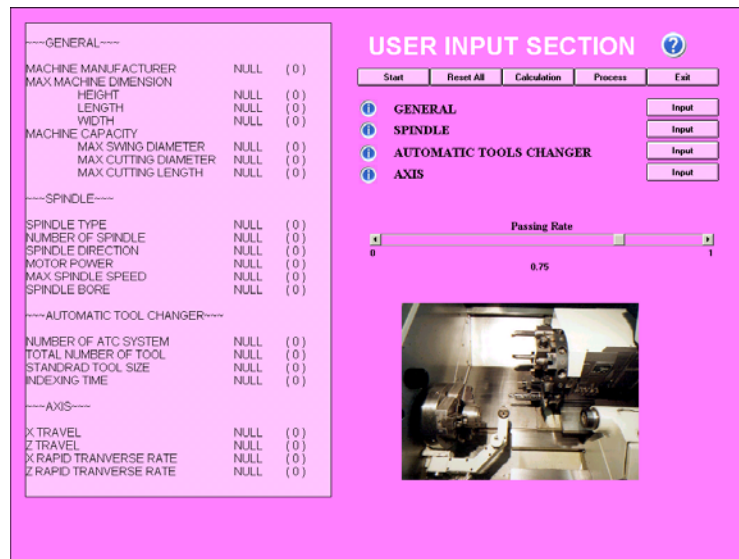 ~~~GENERAL~~~
MACHINE MANUFACTURER NULL ( 0 )
MAX MACHINE DIMENSION
HEIGHT NULL ( 0 )
LENGTH NULL ( 0 )
WIDTH NULL ( 0 )
MACHINE CAPACITY
MAX SWING DIAMETER NULL ( 0 )
MAX CUTTING DIAMETER NULL ( 0 )
MAX CUTTING LENGTH NULL ( 0 )
~~~SPINDLE~~~
SPINDLE TYPE NULL ( 0 )
NUMBER OF SPINDLE NULL ( 0 )
SPINDLE DIRECTION NULL ( 0 )
MOTOR POWER NULL ( 0 )
MAX SPINDLE SPEED NULL ( 0 )
SPINDLE BORE NULL ( 0 )
~~~AUTOMATIC TOOL CHANGER~~~
NUMBER OF ATC SYSTEM NULL ( 0 )
TOTAL NUMBER OF TOOL NULL ( 0 )
STANDRAD TOOL SIZE NULL ( 0 )
INDEXING TIME NULL ( 0 )
~~~AXIS~~~
X TRAVEL NULL ( 0 )
Z TRAVEL NULL ( 0 )
X RAPID TRANVERSE RATE NULL ( 0 )
Z RAPID TRANVERSE RATE NULL ( 0 )
USER INPUT SECTION ?
Start Reset All Calculation Process Exit
i GENERAL Input
i SPINDLE Input
i AUTOMATIC TOOLS CHANGER Input
i AXIS Input
Passing Rate
0 1
0.75